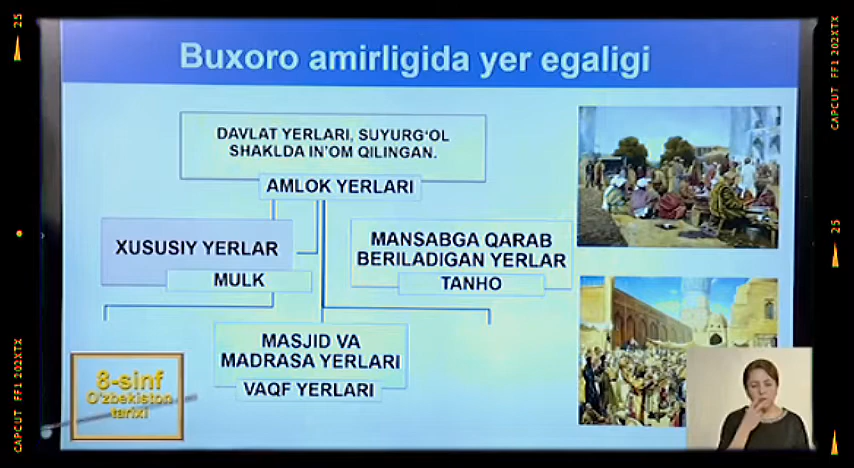 Buxoro amirligida yer egaligi
DAVLAT YERLARI, SUYURGʻOL
SHAKLDA IN'OM QILINGAN.
AMLOK YERLARI
XUSUSIY YERLAR
MULK
MANSABGA QARAB
BERILADIGAN YERLAR
TANHO
MASJID VA
MADRASA YERLARI
VAQF YERLARI
8-sinf
O'zbekiston
tarixi
25
CAPCUT FF1 202XTX
CAPCUT FF1 202XTX
25